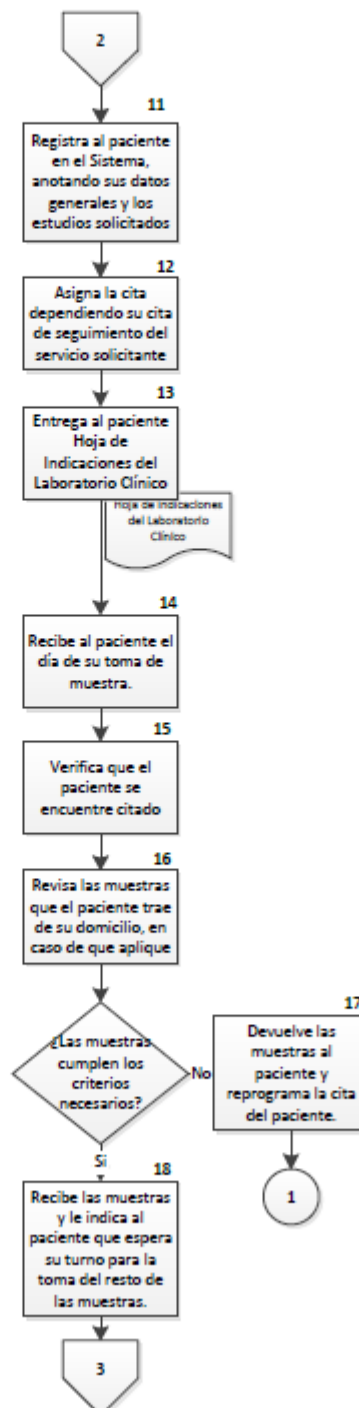 2
11
Registra al paciente
en el Sistema,
anotando sus datos
generales y los
estudios solicitados
12
Asigna la cita
dependiendo su cita
de seguimiento del
servicio solicitante
13
Entrega al paciente
Hoja de
Indicaciones del
Laboratorio Clínico
Hoja de Indicaciones
del Laboratorio
Clínico
14
Recibe al paciente el
día de su toma de
muestra.
15
Verifica que el
paciente se
encuentre citado
16
Revisa las muestras
que el paciente trae
de su domicilio, en
caso de que aplique
¿Las muestras
cumplen los
criterios
necesarios?
No
17
Devuelve las
muestras al
paciente y
reprograma la cita
del paciente.
1
Si
18
Recibe las muestras
y le indica al
paciente que espera
su turno para la
toma del resto de
las muestras.
3